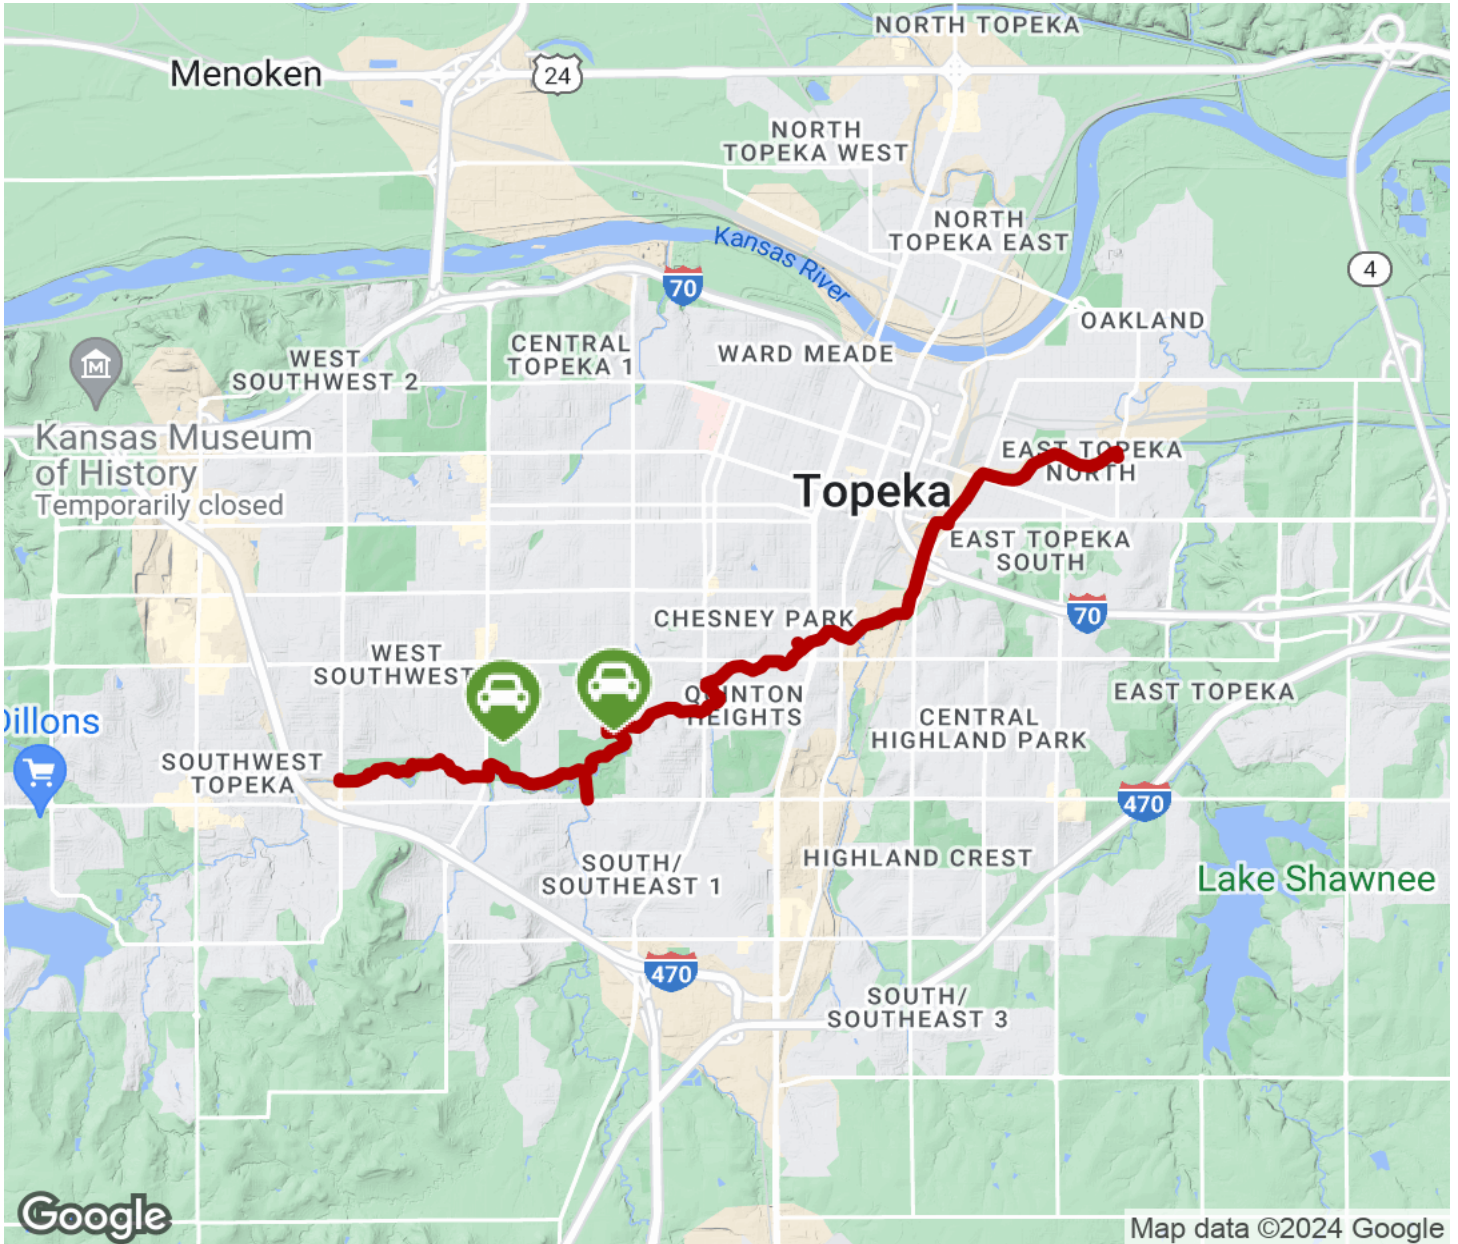 NORTH TOPEKA
Menoken
24
NORTH
TOPEKA WEST
NORTH
TOPEKA EAST
Kansas River
4
70
OAKLAND
CENTRAL
TOPEKA 1
WARD MEADE
WEST
SOUTHWEST 2
Kansas Museum
of History
Temporarily closed
EAST TOPEKA
NORTH
Topeka
EAST TOPEKA
SOUTH
70
CHESNEY PARK
WEST
SOUTHWEST
QUINTON
HEIGHTS
EAST TOPEKA
CENTRAL
HIGHLAND PARK
Dillons
SOUTHWEST
TOPEKA
470
HIGHLAND CREST
SOUTH/
SOUTHEAST 1
Lake Shawnee
470
SOUTH/
SOUTHEAST 3
Google
Map data ©2024 Google